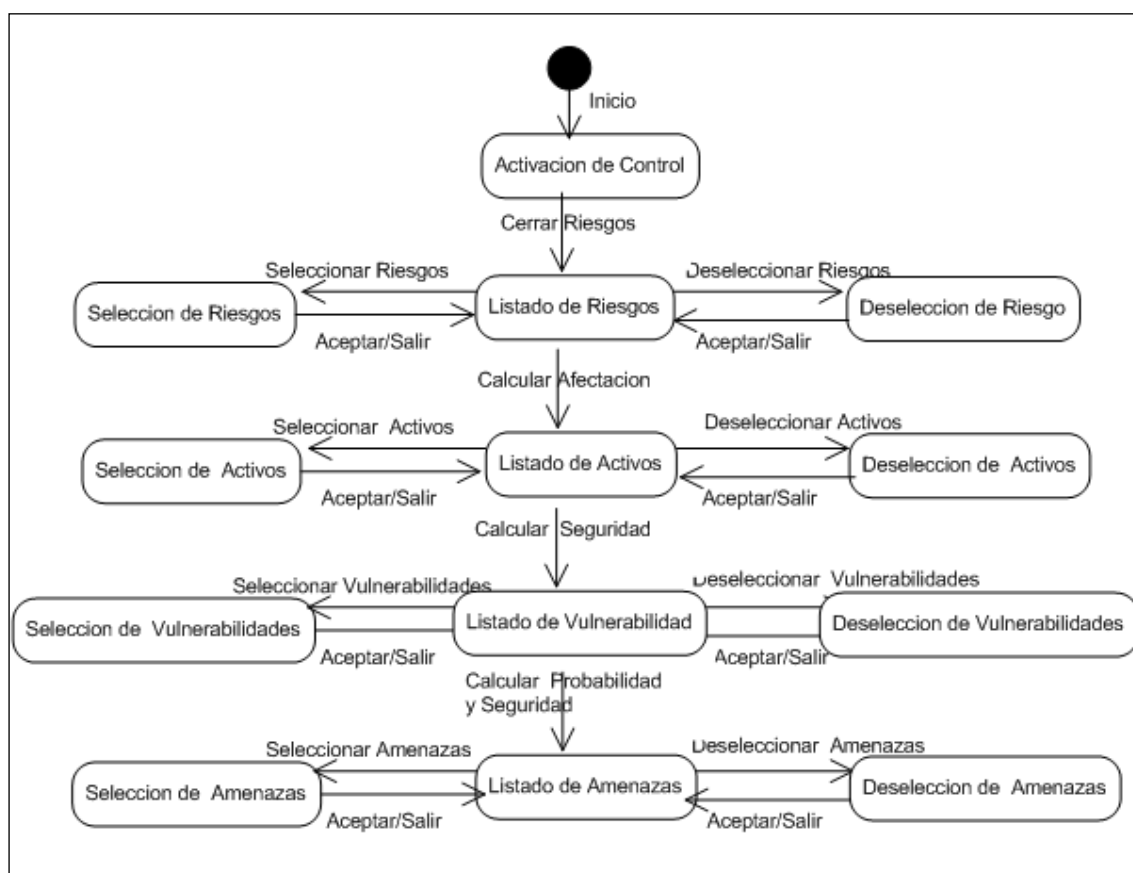 Inicio
Activacion de Control
Cerrar Riesgos
Seleccionar Riesgos
Deseleccionar Riesgos
Seleccion de Riesgos
Listado de Riesgos
Deseleccion de Riesgo
Aceptar/Salir
Aceptar/Salir
Calcular Afectacion
Seleccionar Activos
Deseleccionar Activos
Seleccion de Activos
Listado de Activos
Deseleccion de Activos
Aceptar/Salir
Aceptar/Salir
Calcular Seguridad
Seleccionar Vulnerabilidades
Deseleccionar Vulnerabilidades
Seleccion de Vulnerabilidades
Listado de Vulnerabilidad
Deseleccion de Vulnerabilidades
Aceptar/Salir
Aceptar/Salir
Calcular Probabilidad
y Seguridad
Seleccionar Amenazas
Deseleccionar Amenazas
Seleccion de Amenazas
Listado de Amenazas
Deseleccion de Amenazas
Aceptar/Salir
Aceptar/Salir